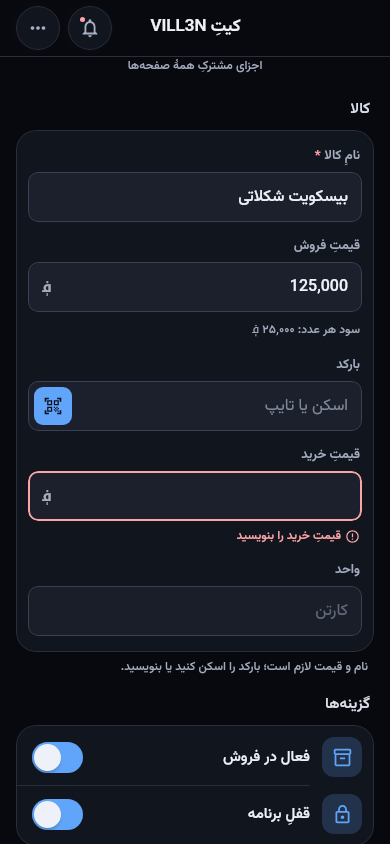 کیتِ VILL3N
اجزای مشترکِ همهٔ صفحه‌ها
کالا
نامِ کالا *
بیسکویت شکلاتی
قیمتِ فروش
125,000 ؋
سود هر عدد: ۲۵,۰۰۰ ؋
بارکد
اسکن یا تایپ
قیمتِ خرید
؋
قیمتِ خرید را بنویسید
واحد
کارتن
نام و قیمت لازم است؛ بارکد را اسکن کنید یا بنویسید.
گزینه‌ها
فعال در فروش
قفلِ برنامه